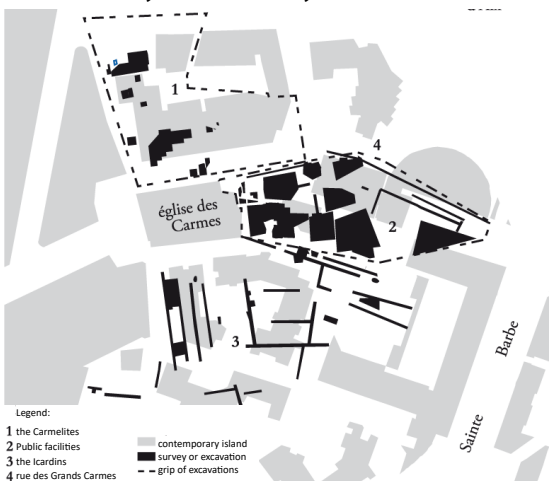 1
4
église des
Carmes
2
3
Barbe
Sainte
Legend:
1 the Carmelites
2 Public facilities
3 the Icardins
4 rue des Grands Carmes
contemporary island
survey or excavation
grip of excavations